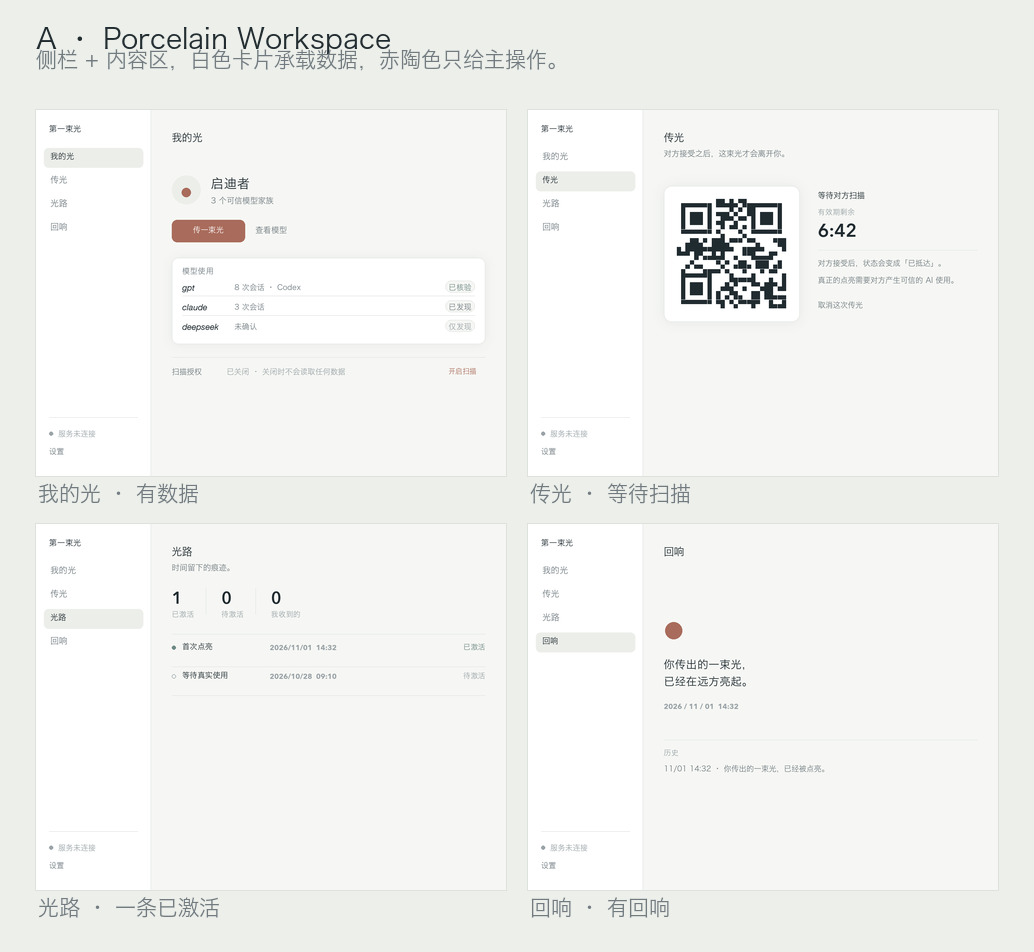 A · Porcelain Workspace
侧栏 + 内容区，白色卡片承载数据，赤陶色只给主操作。
第一束光
我的光
传光
光路
回响
服务未连接
设置
我的光
启迪者
3 个可信模型家族
传一束光
查看模型
模型使用
gpt 8 次会话 · Codex 已核验
claude 3 次会话 已发现
deepseek 未确认 仅发现
扫描授权 已关闭 · 关闭时不会读取任何数据 开启扫描
我的光 · 有数据
第一束光
我的光
传光
光路
回响
服务未连接
设置
传光
对方接受之后，这束光才会离开你。
等待对方扫描
有效期剩余
6:42
对方接受后，状态会变成「已抵达」。
真正的点亮需要对方产生可信的 AI 使用。
取消这次传光
传光 · 等待扫描
第一束光
我的光
传光
光路
回响
服务未连接
设置
光路
时间留下的痕迹。
1 0 0
已激活 待激活 我收到的
首次点亮 2026/11/01 14:32 已激活
等待真实使用 2026/10/28 09:10 待激活
光路 · 一条已激活
第一束光
我的光
传光
光路
回响
服务未连接
设置
回响
你传出的一束光，
已经在远方亮起。
2026 / 11 / 01 14:32
历史
11/01 14:32 · 你传出的一束光，已经被点亮。
回响 · 有回响